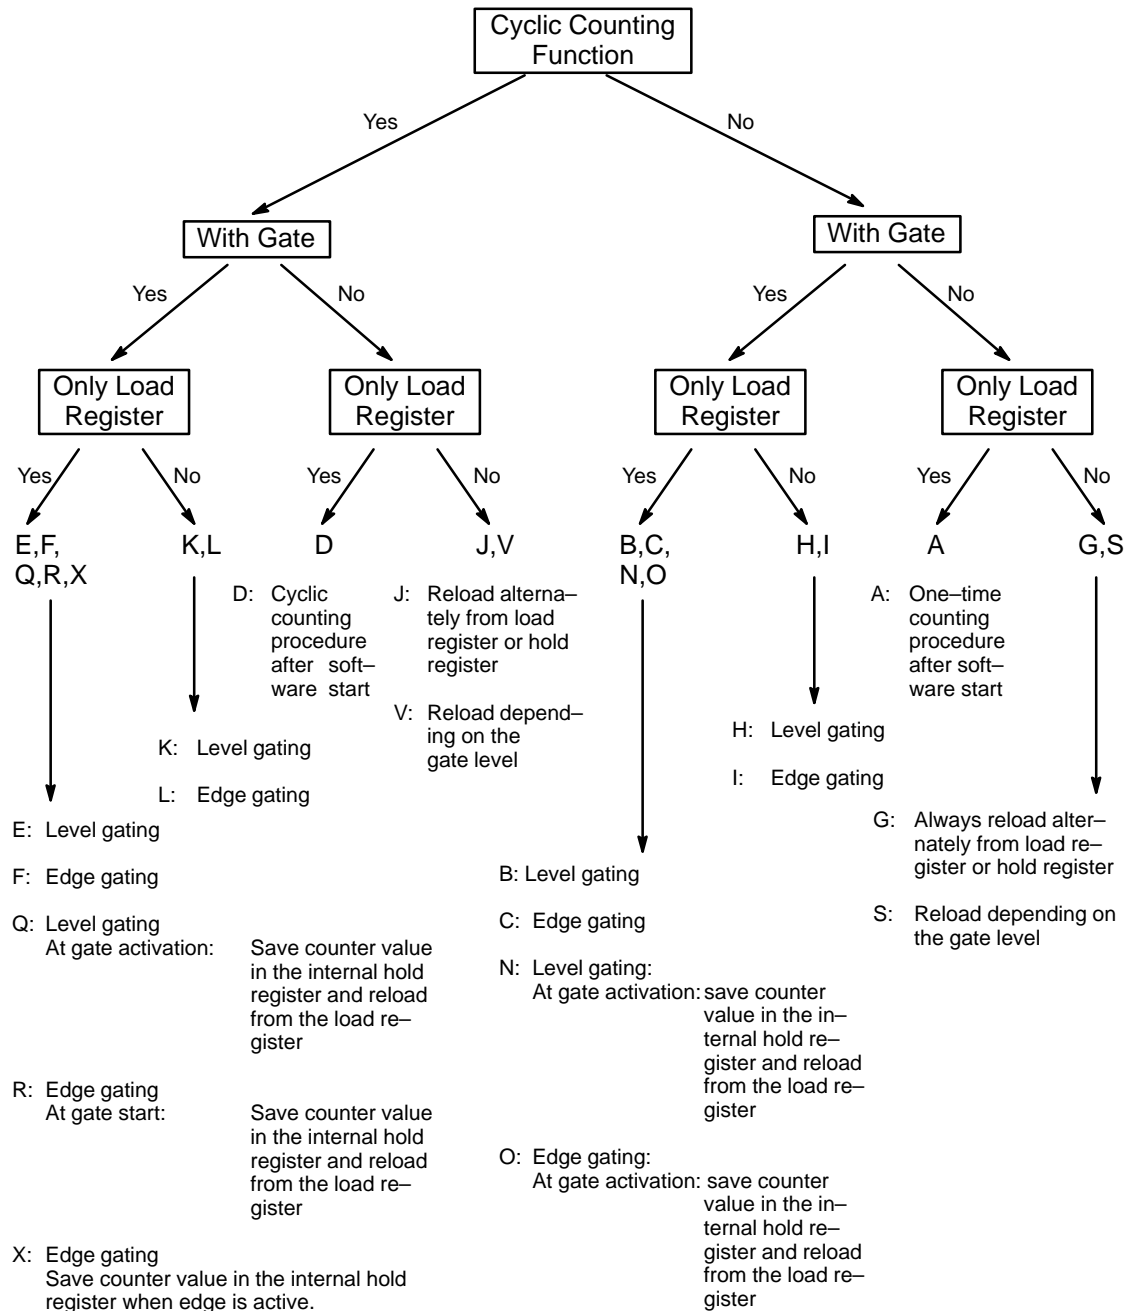 Cyclic Counting
Function
Yes
No
With Gate
With Gate
Yes
No
Yes
No
Only Load
Register
Only Load
Register
Only Load
Register
Only Load
Register
Yes
No
Yes
No
Yes
No
Yes
No
E,F,
Q,R,X
K,L
D
J,V
B,C,
N,O
H,I
A
G,S
D: Cyclic
counting
procedure
after soft–
ware start
J: Reload alterna–
tely from load
register or hold
register
V: Reload depend–
ing on the
gate level
A: One–time
counting
procedure
after soft–
ware start
K: Level gating
L: Edge gating
H: Level gating
I: Edge gating
E: Level gating
F: Edge gating
Q: Level gating
At gate activation: Save counter value
in the internal hold
register and reload
from the load re–
gister
R: Edge gating
At gate start: Save counter value
in the internal hold
register and reload
from the load re–
gister
X: Edge gating
Save counter value in the internal hold
register when edge is active.
B: Level gating
C: Edge gating
N: Level gating:
At gate activation: save counter
value in the in–
ternal hold re–
gister and reload
from the load re–
gister
O: Edge gating:
At gate activation: save counter
value in the in–
ternal hold re–
gister and reload
from the load re–
gister
G: Always reload alter–
nately from load re–
gister or hold register
S: Reload depending on
the gate level